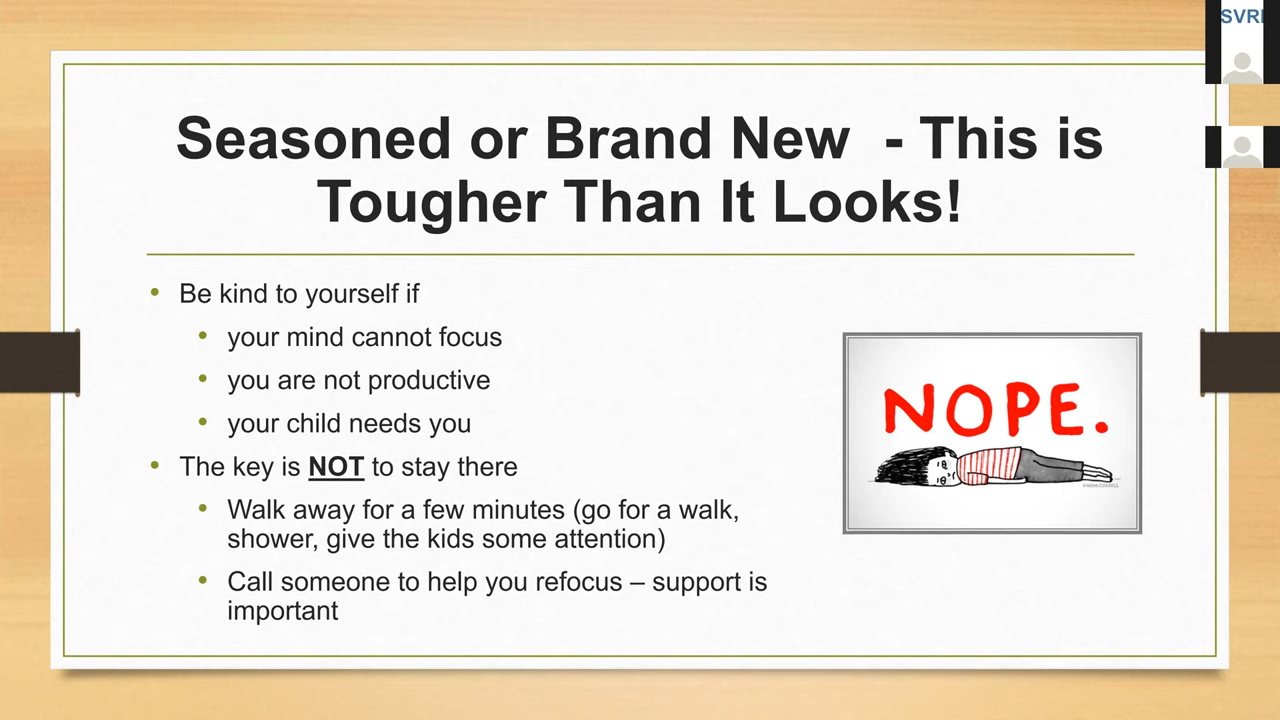 SVRI
Seasoned or Brand New - This is
Tougher Than It Looks!
• Be kind to yourself if
• your mind cannot focus
• you are not productive
• your child needs you
• The key is NOT to stay there
• Walk away for a few minutes (go for a walk,
shower, give the kids some attention)
• Call someone to help you refocus – support is
important
NOPE.